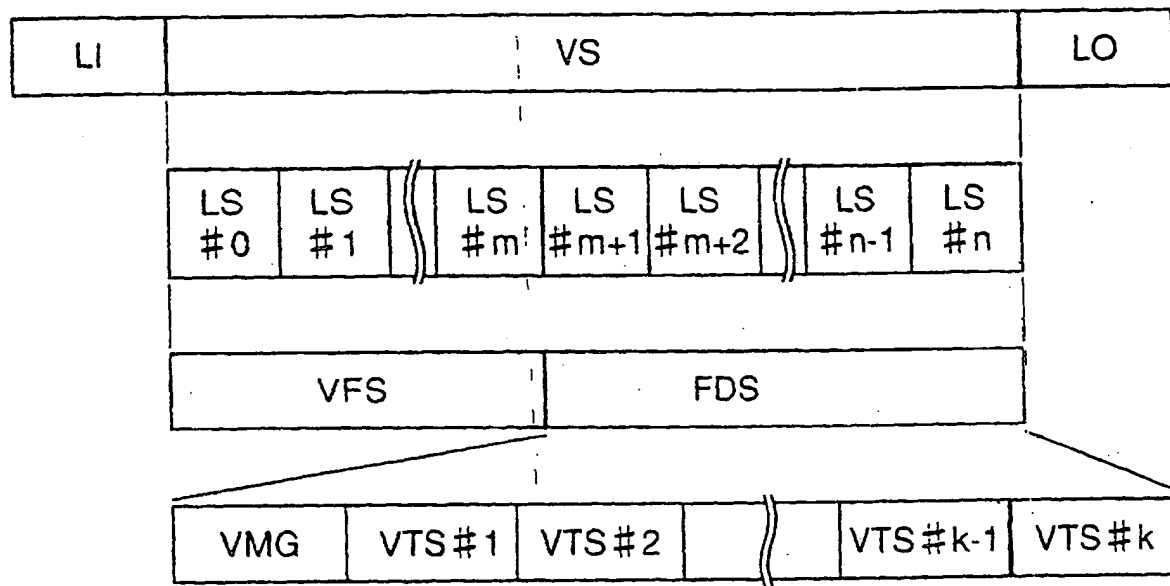 LI VS LO
LS #0 LS #1 LS #m LS #m+1 LS #m+2 LS #n-1 LS #n
VFS FDS
VMG VTS#1 VTS#2 VTS#k-1 VTS#k